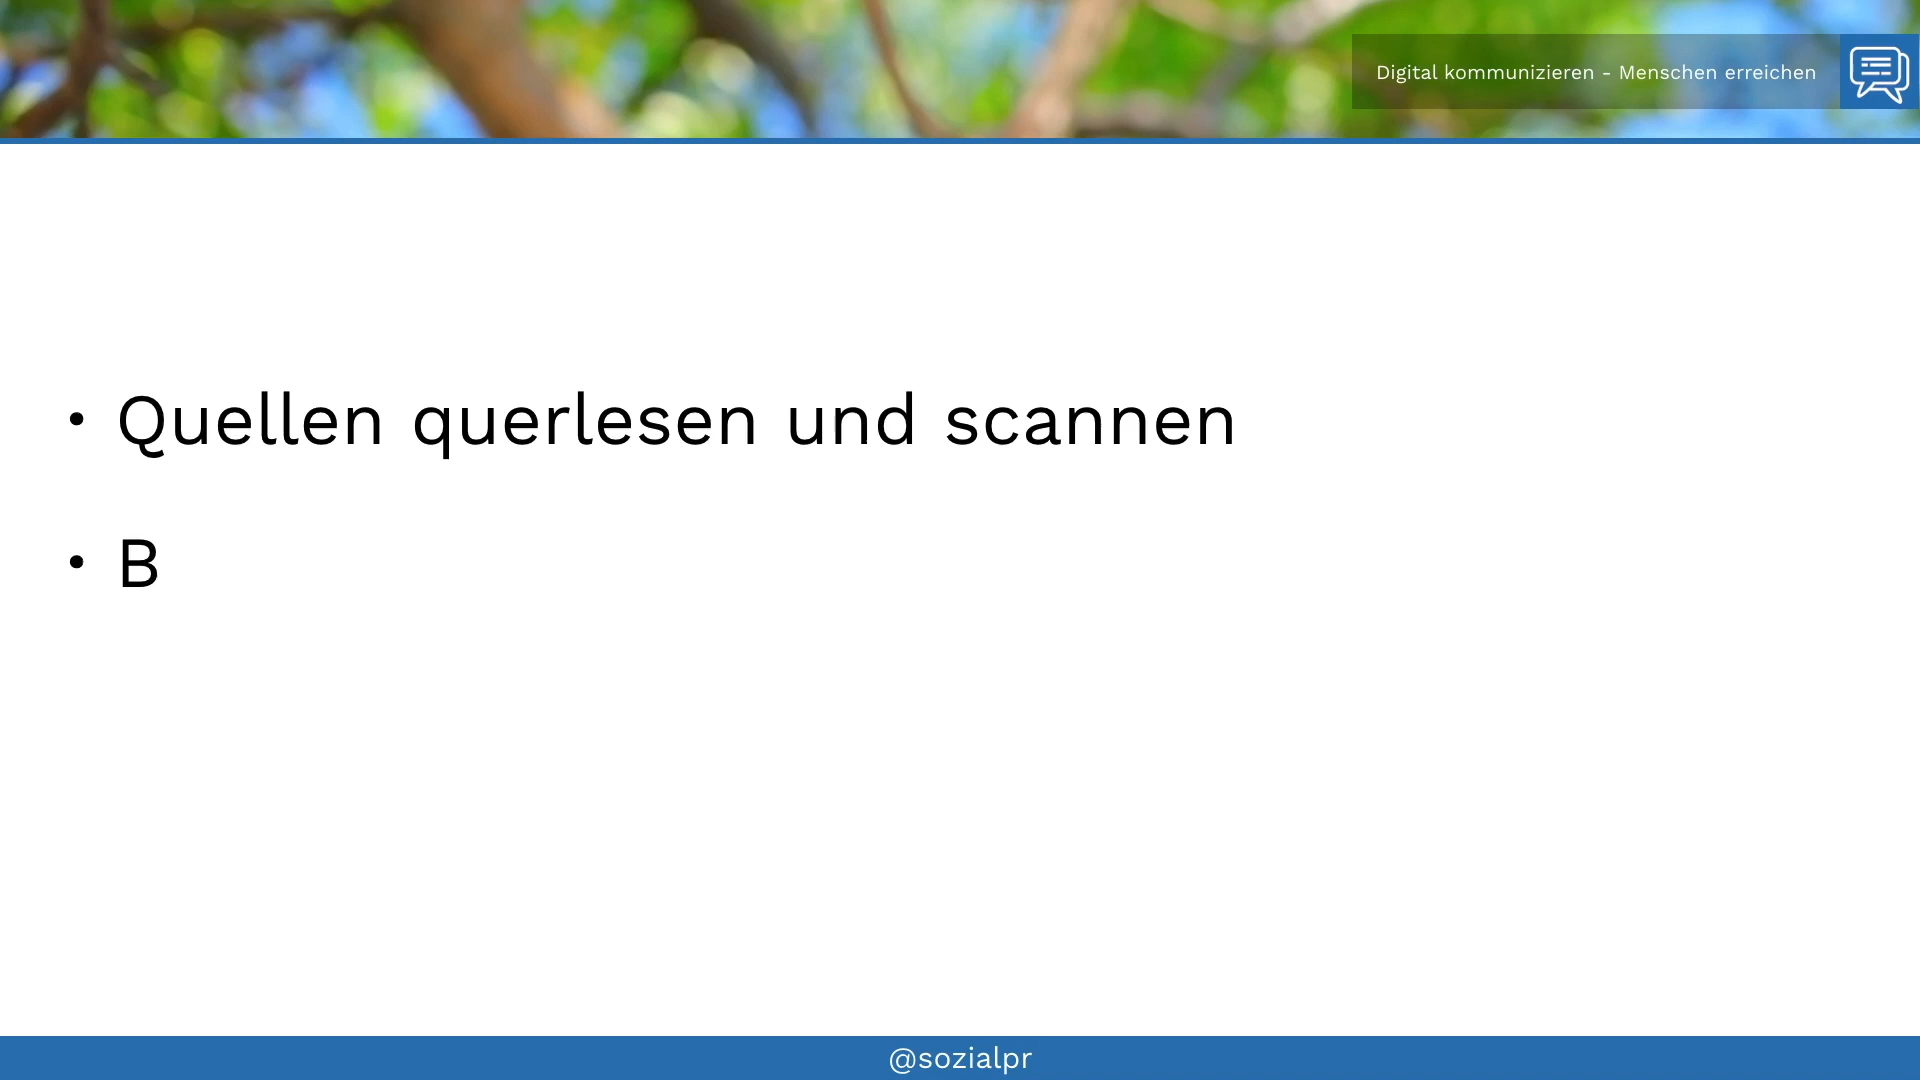 Digital kommunizieren - Menschen erreichen
• Quellen querlesen und scannen
• B
@sozialpr